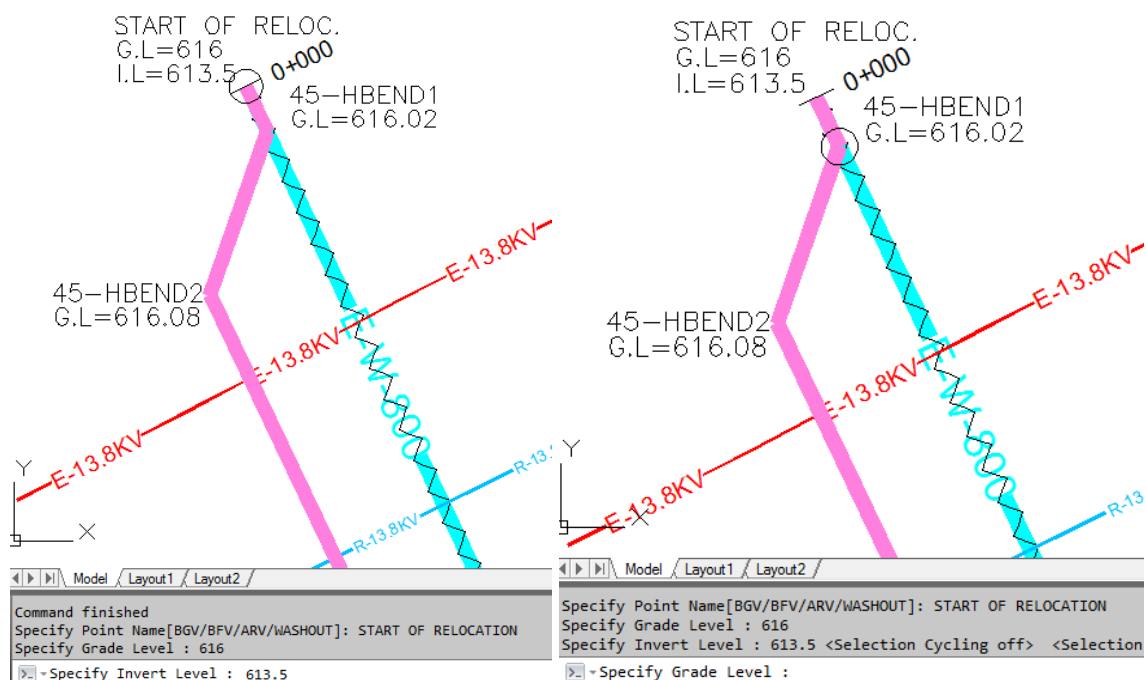 START OF RELOC.
G.L=616
I.L=613.5
0+000
45-HBEND1
G.L=616.02
45-HBEND2
G.L=616.08
E-13.8KV
E-13.8KV
E-13.8KV
E-W-800
R-13.8KV
R-13.
Y
X
Model
Layout1
Layout2
Command finished
Specify Point Name[BGV/BFV/ARV/WASHOUT]: START OF RELOCATION
Specify Grade Level : 616
Specify Invert Level : 613.5
START OF RELOC.
G.L=616
I.L=613.5
0+000
45-HBEND1
G.L=616.02
45-HBEND2
G.L=616.08
E-13.8KV
E-13.8KV
E-13.8KV
E-W-800
R-13
Y
X
Model
Layout1
Layout2
Specify Point Name[BGV/BFV/ARV/WASHOUT]: START OF RELOCATION
Specify Grade Level : 616
Specify Invert Level : 613.5 <Selection Cycling off> <Selection
Specify Grade Level :